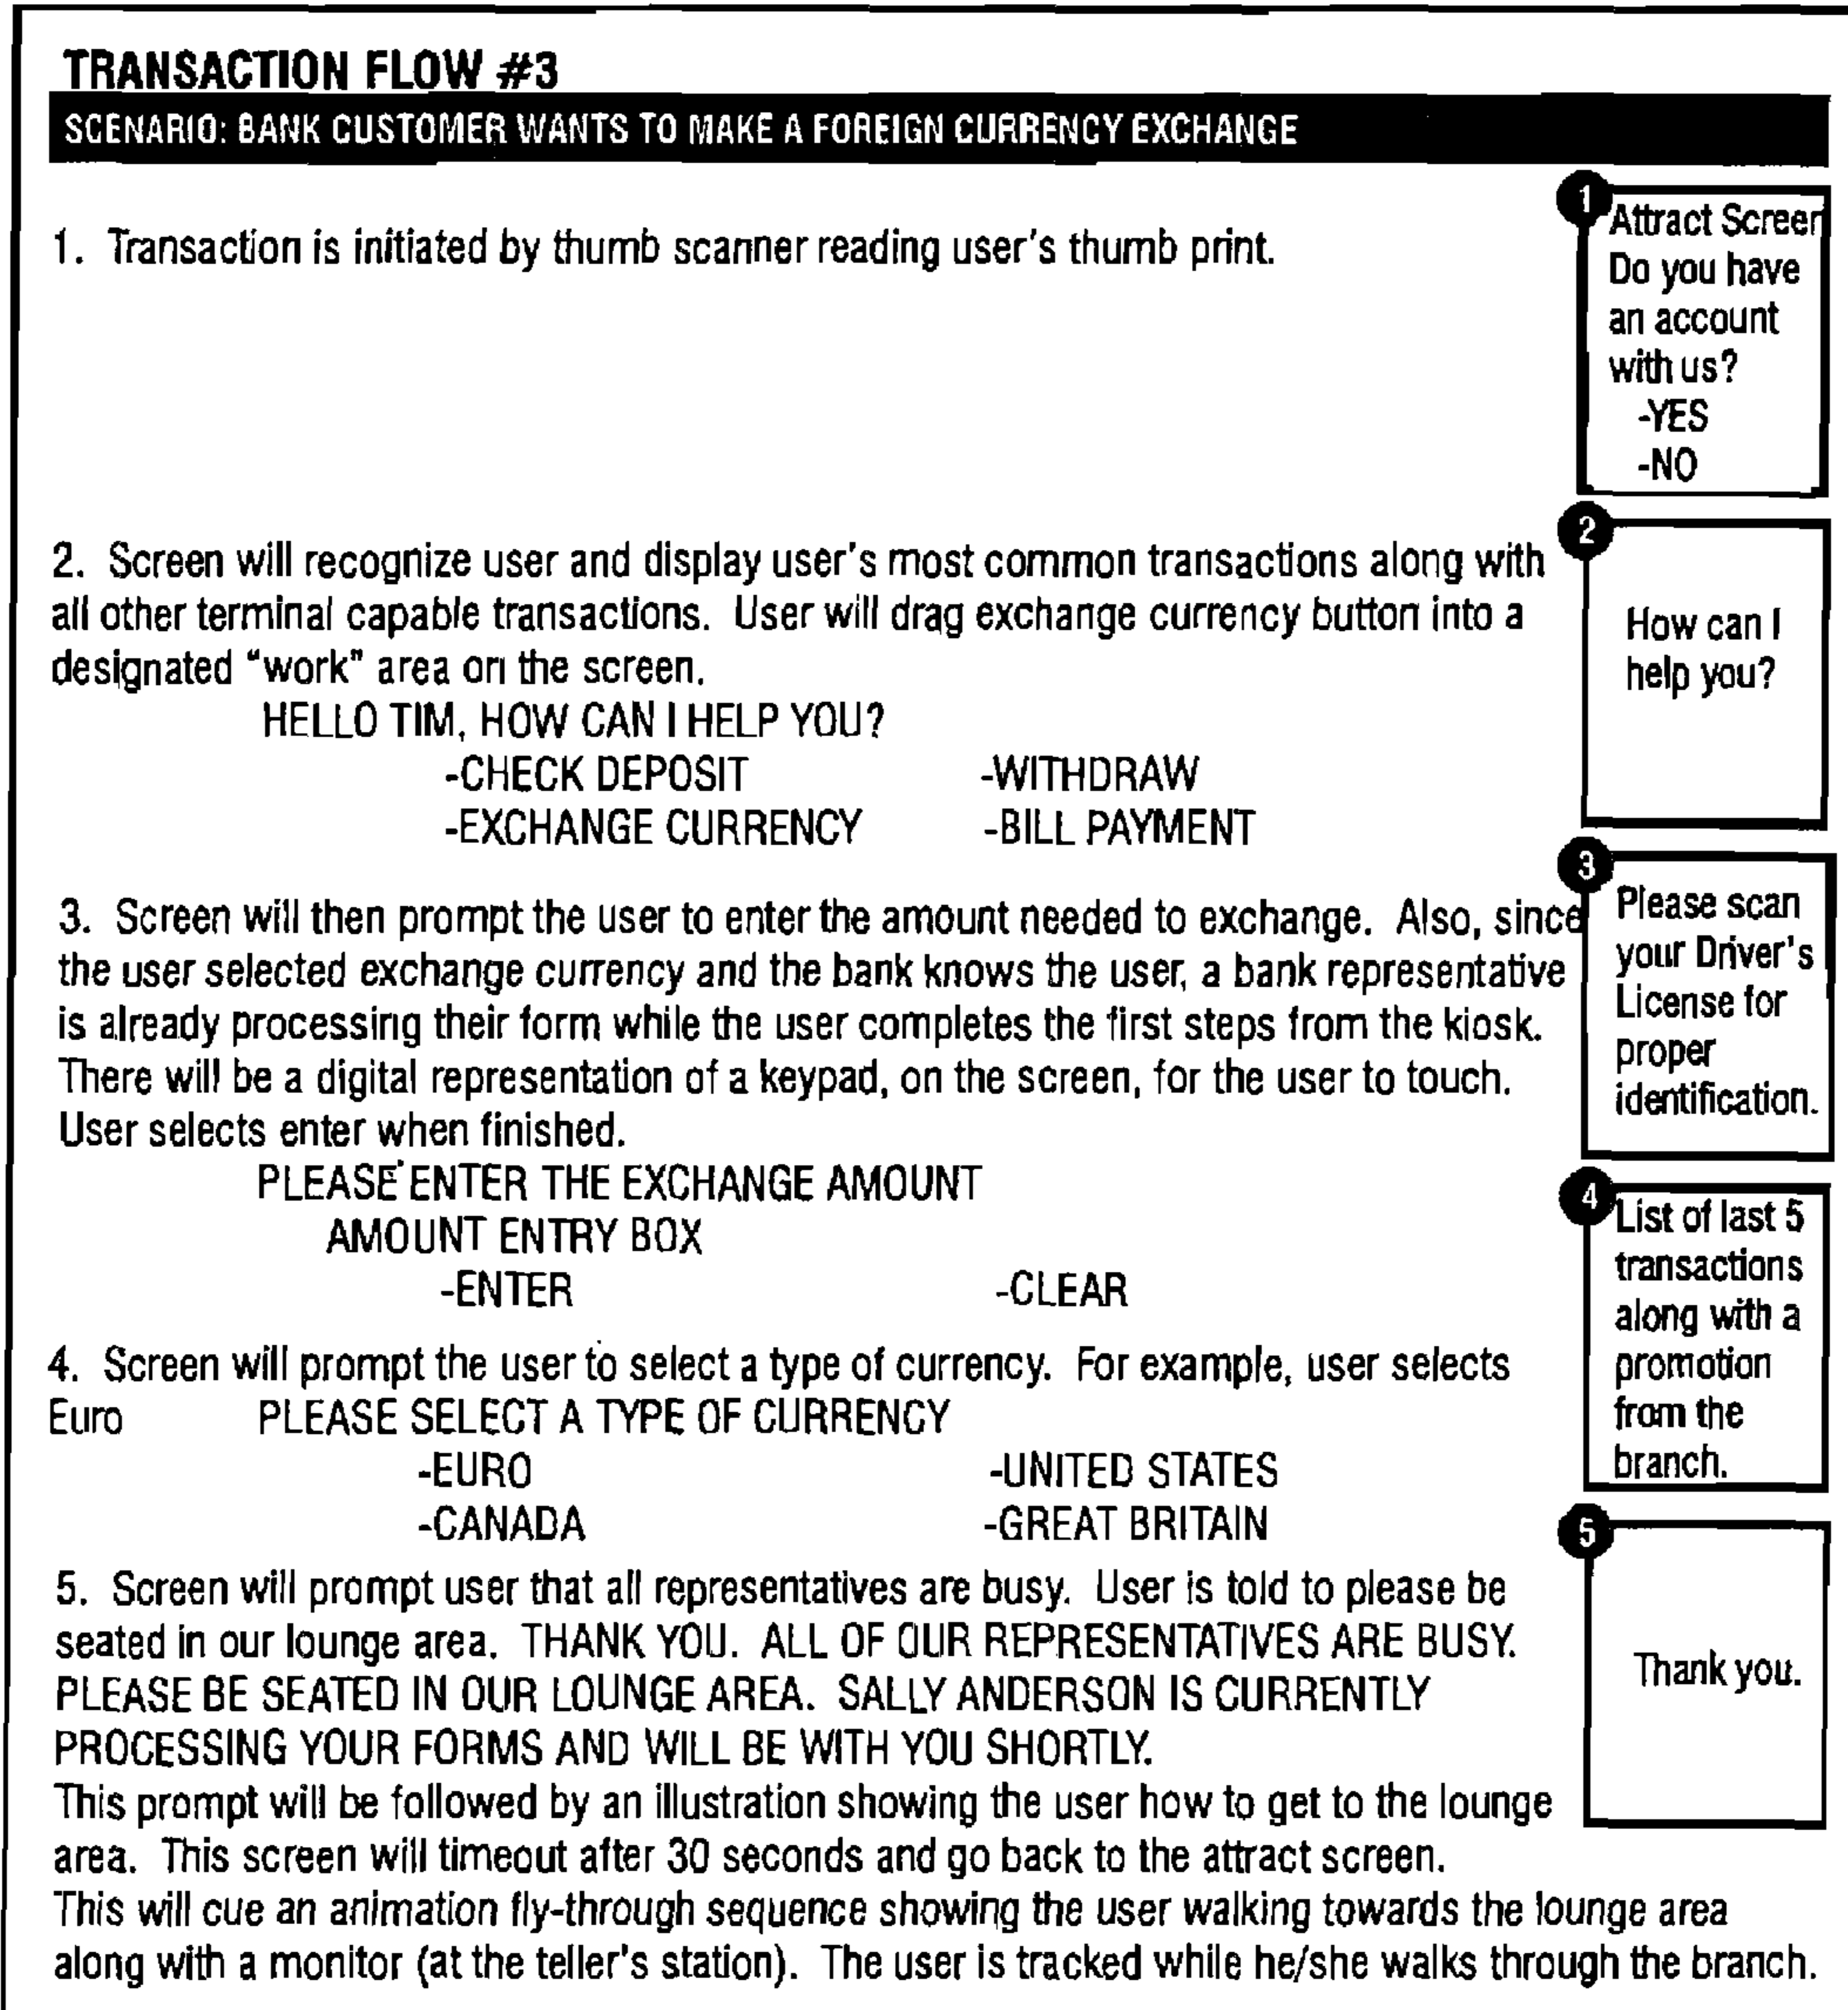 TRANSACTION FLOW #3
SCENARIO: BANK CUSTOMER WANTS TO MAKE A FOREIGN CURRENCY EXCHANGE
1. Transaction is initiated by thumb scanner reading user's thumb print.
1
Attract Screen
Do you have
an account
with us?
-YES
-NO
2. Screen will recognize user and display user's most common transactions along with
all other terminal capable transactions. User will drag exchange currency button into a
designated "work" area on the screen.
HELLO TIM, HOW CAN I HELP YOU?
-CHECK DEPOSIT -WITHDRAW
-EXCHANGE CURRENCY -BILL PAYMENT
2
How can I
help you?
3. Screen will then prompt the user to enter the amount needed to exchange. Also, since
the user selected exchange currency and the bank knows the user, a bank representative
is already processing their form while the user completes the first steps from the kiosk.
There will be a digital representation of a keypad, on the screen, for the user to touch.
User selects enter when finished.
PLEASE ENTER THE EXCHANGE AMOUNT
AMOUNT ENTRY BOX
-ENTER -CLEAR
3
Please scan
your Driver's
License for
proper
identification.
4. Screen will prompt the user to select a type of currency. For example, user selects
Euro PLEASE SELECT A TYPE OF CURRENCY
-EURO -UNITED STATES
-CANADA -GREAT BRITAIN
4
List of last 5
transactions
along with a
promotion
from the
branch.
5. Screen will prompt user that all representatives are busy. User is told to please be
seated in our lounge area. THANK YOU. ALL OF OUR REPRESENTATIVES ARE BUSY.
PLEASE BE SEATED IN OUR LOUNGE AREA. SALLY ANDERSON IS CURRENTLY
PROCESSING YOUR FORMS AND WILL BE WITH YOU SHORTLY.
This prompt will be followed by an illustration showing the user how to get to the lounge
area. This screen will timeout after 30 seconds and go back to the attract screen.
This will cue an animation fly-through sequence showing the user walking towards the lounge area
along with a monitor (at the teller's station). The user is tracked while he/she walks through the branch.
5
Thank you.